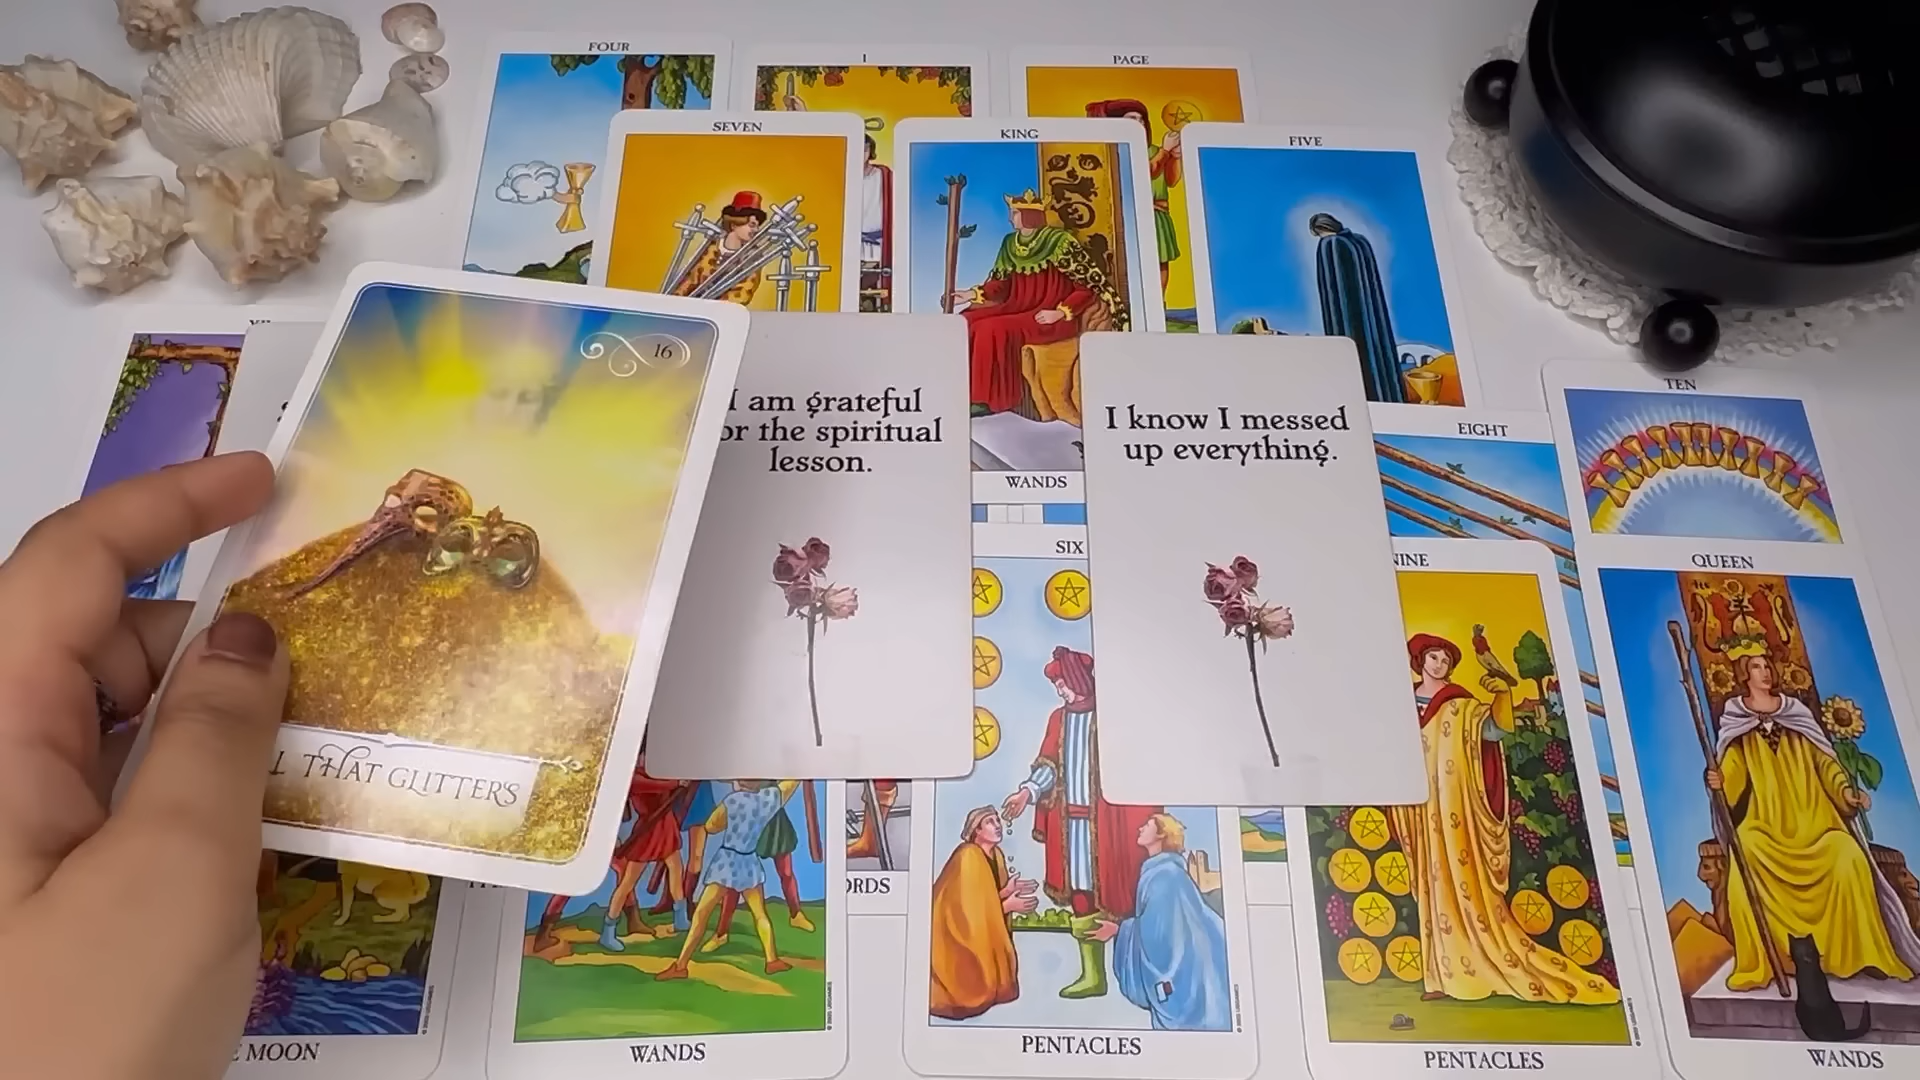 FOUR
I
PAGE
SEVEN
KING
FIVE
16
I am grateful
or the spiritual
lesson.
I know I messed
up everything.
TEN
EIGHT
WANDS
SIX
NINE
QUEEN
L THAT GLITTERS
ORDS
MOON
WANDS
PENTACLES
PENTACLES
WANDS